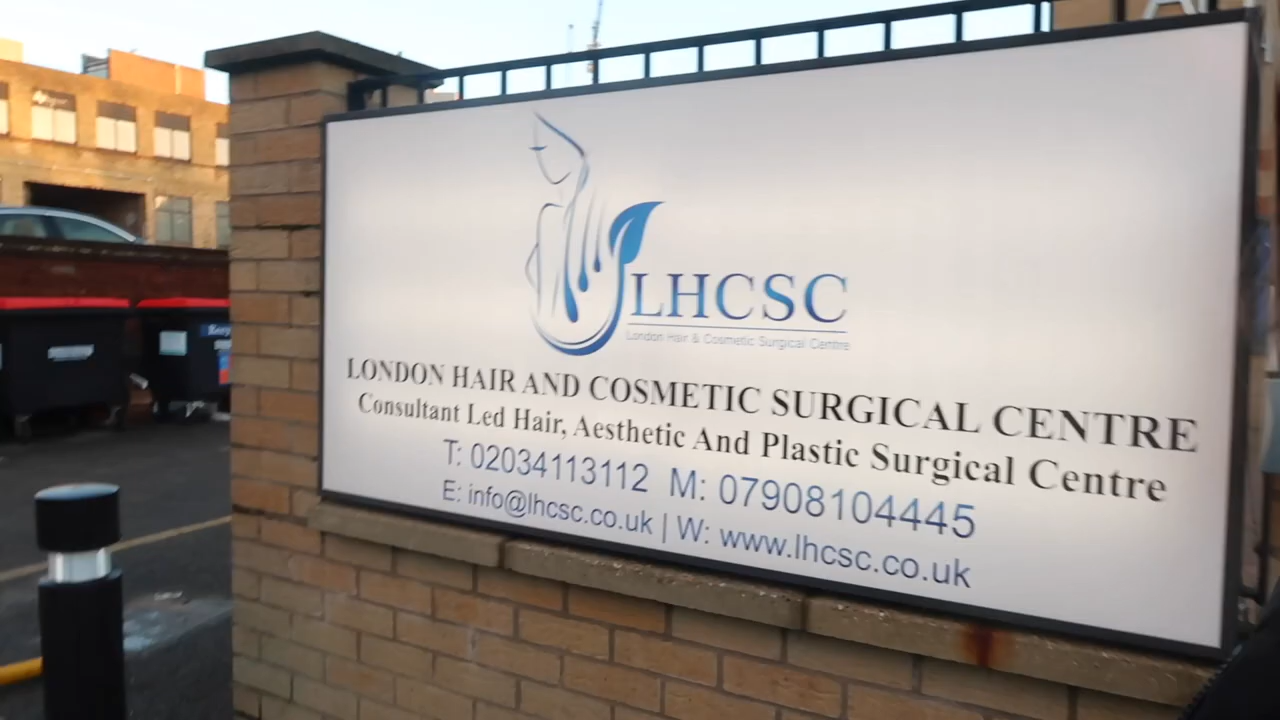 LHCSC
London Hair & Cosmetic Surgical Centre
LONDON HAIR AND COSMETIC SURGICAL CENTRE
Consultant Led Hair, Aesthetic And Plastic Surgical Centre
T: 02034113112 M: 07908104445
E: info@lhcsc.co.uk | W: www.lhcsc.co.uk